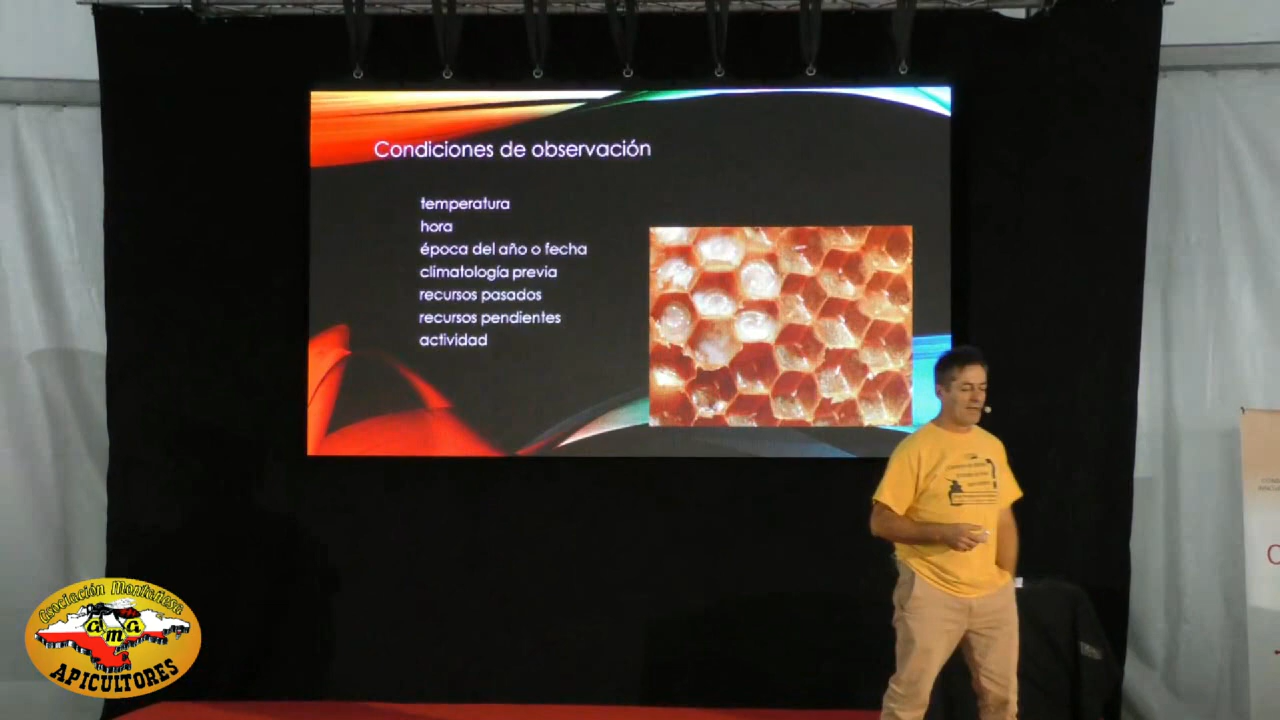 Condiciones de observación
temperatura
hora
época del año o fecha
climatología previa
recursos pasados
recursos pendientes
actividad
Asociación Montañesa
ama
APICULTORES